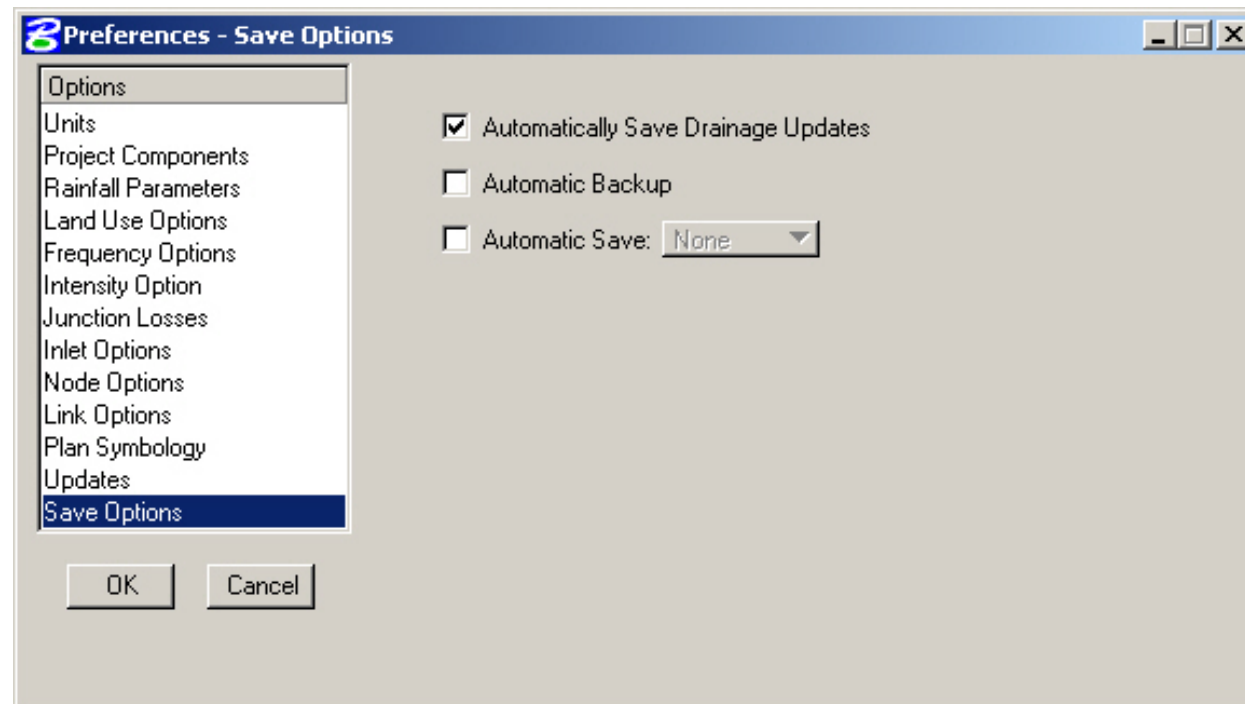 Preferences - Save Options
Options
Units
Project Components
Rainfall Parameters
Land Use Options
Frequency Options
Intensity Option
Junction Losses
Inlet Options
Node Options
Link Options
Plan Symbology
Updates
Save Options
Automatically Save Drainage Updates
Automatic Backup
Automatic Save: None
OK Cancel